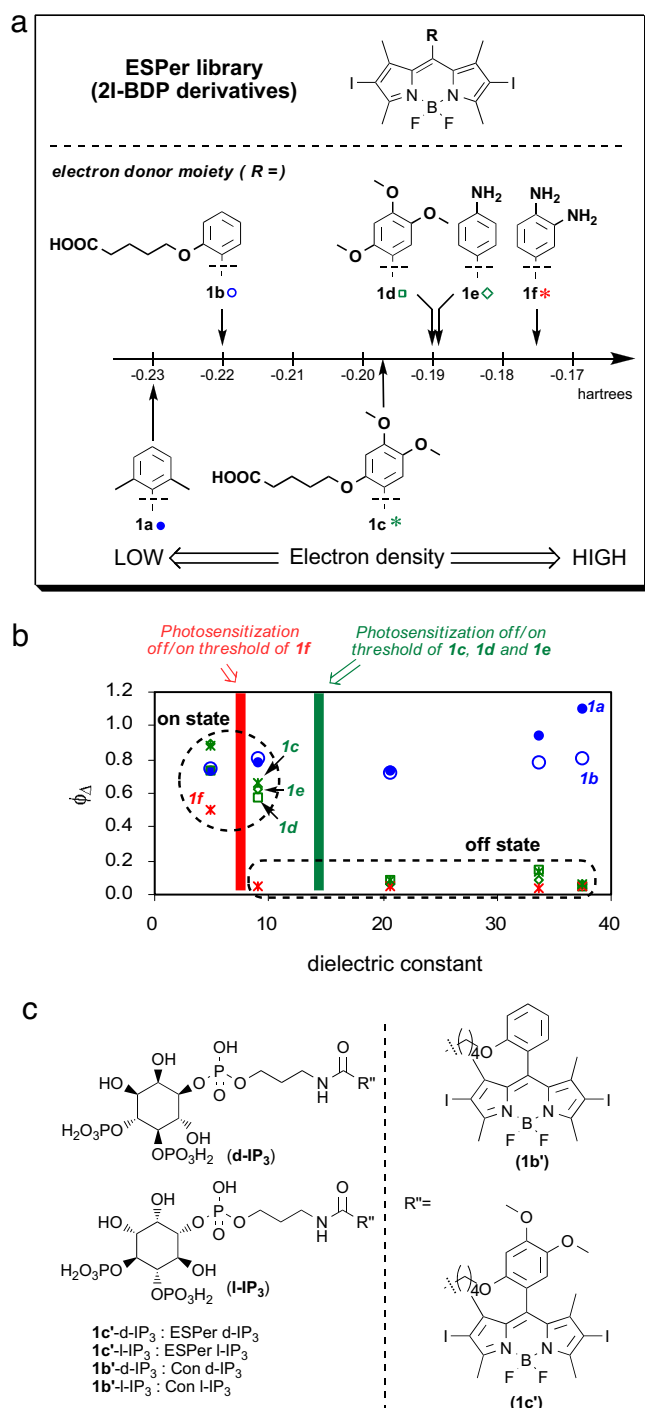 a
ESPer library
(2I-BDP derivatives)
R
I
I
N
N
B
F
F
electron donor moiety ( R =)
HOOC
O
1b
O
O
O
1d
NH2
1e
NH2
NH2
1f
-0.23 -0.22 -0.21 -0.20 -0.19 -0.18 -0.17
hartrees
1a
HOOC
O
O
O
1c
LOW Electron density HIGH
b
Photosensitization
off/on threshold of 1f
Photosensitization off/on
threshold of 1c, 1d and 1e
1.2
1.0
0.8
0.6
0.4
0.2
0.0
ϕΔ
on state
1c
1e
1d
1f
1a
1b
off state
0 10 20 30 40
dielectric constant
c
OH
HO
OH
O
P
O
O
N
H
O
R"
H2O3PO
OH
OPO3H2
(d-IP3)
OH
HO
OH
O
P
O
O
N
H
O
R"
H2O3PO
OH
OPO3H2
(l-IP3)
1c'-d-IP3 : ESPer d-IP3
1c'-l-IP3 : ESPer l-IP3
1b'-d-IP3 : Con d-IP3
1b'-l-IP3 : Con l-IP3
( )4O
I
I
N
N
B
F
F
(1b')
R"=
O
O
( )4O
I
I
N
N
B
F
F
(1c')